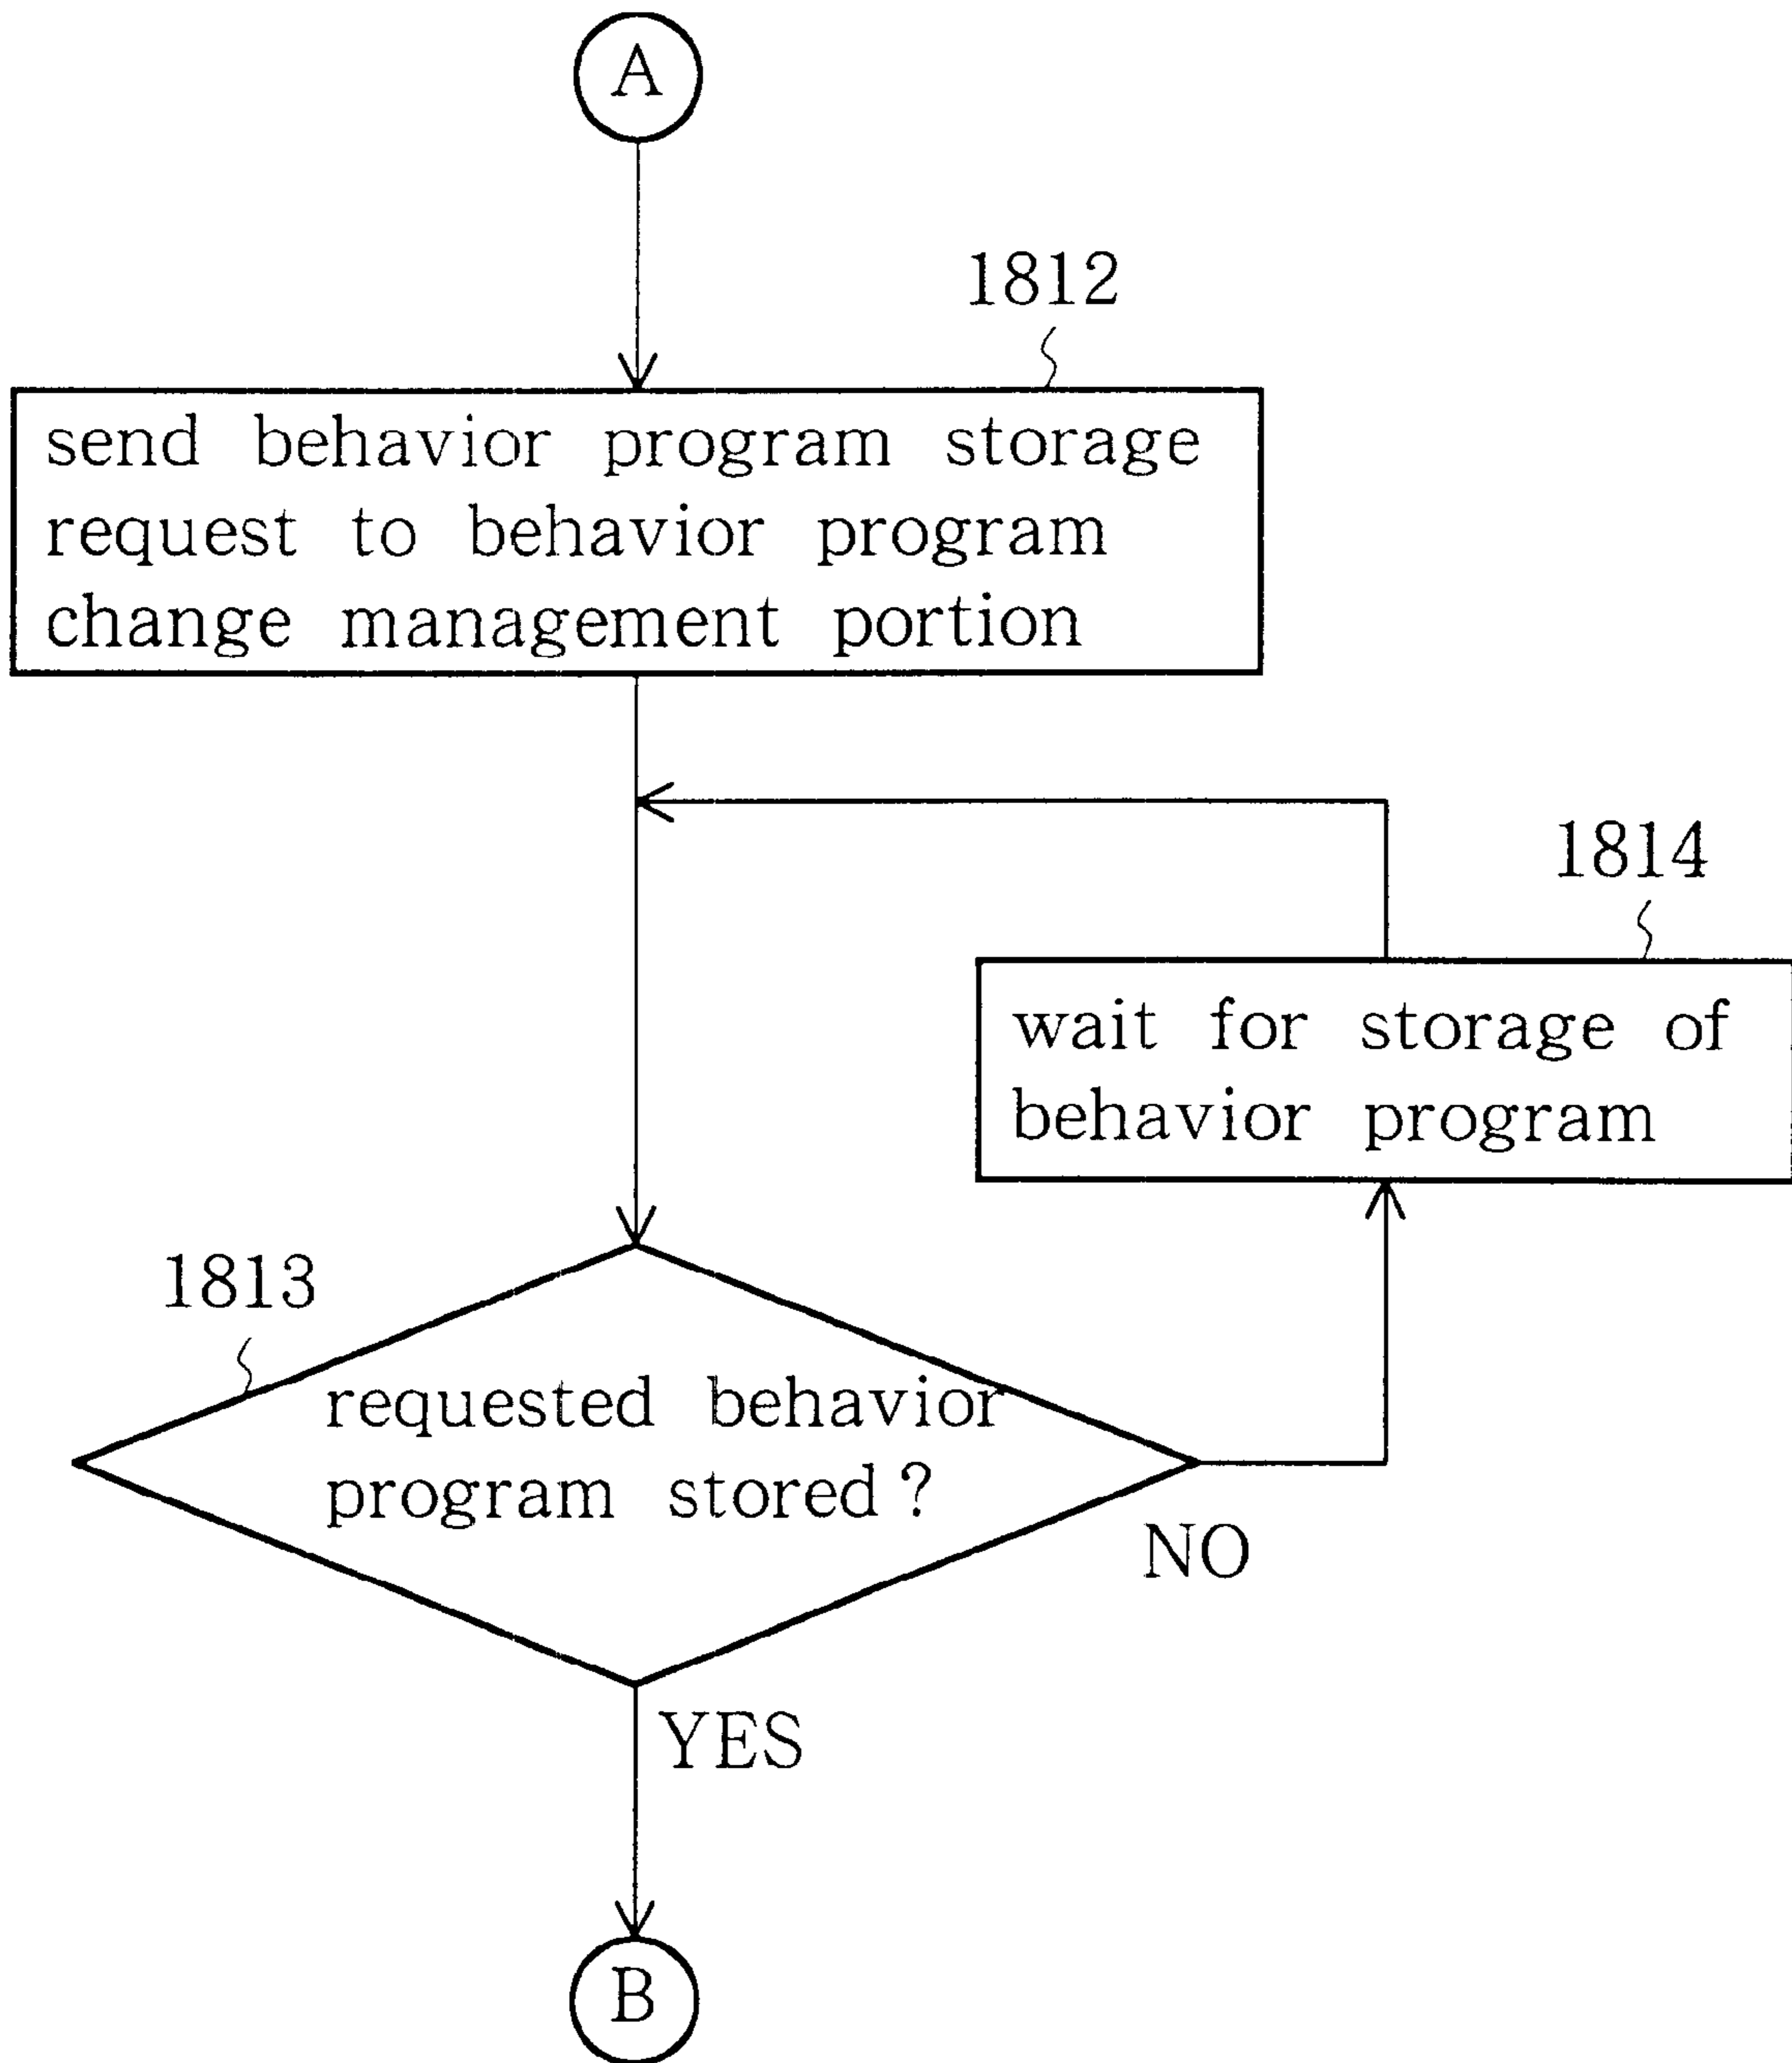 A
1812
send behavior program storage
request to behavior program
change management portion
1814
wait for storage of
behavior program
1813
requested behavior
program stored ?
NO
YES
B